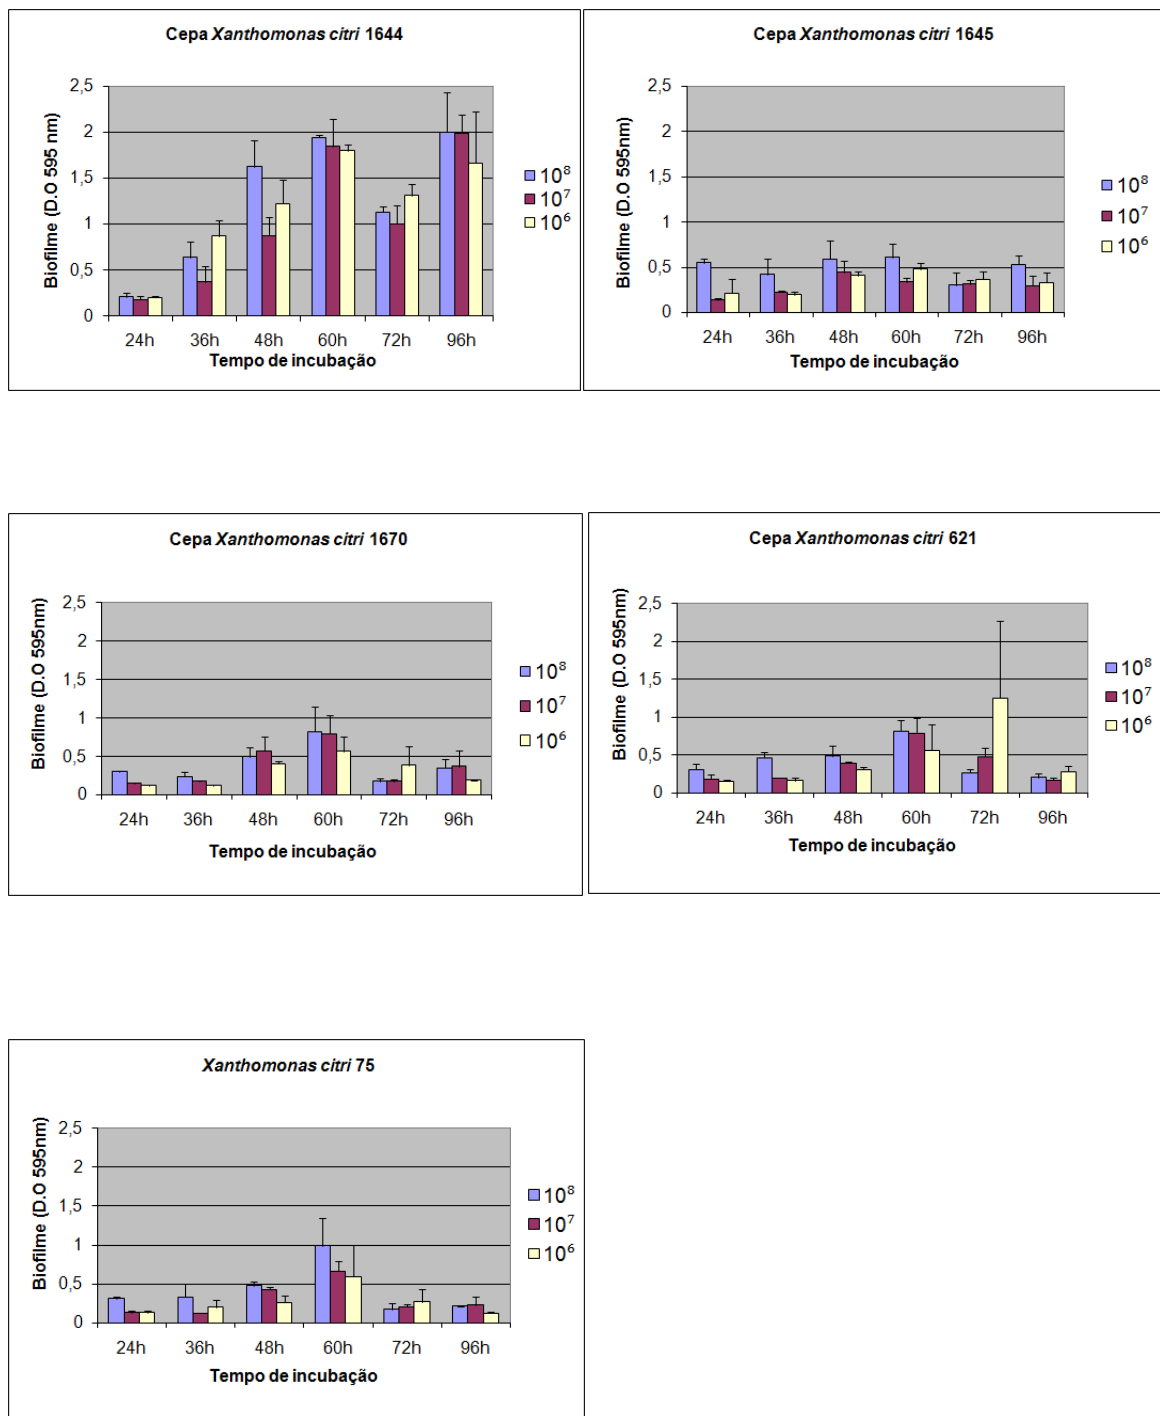 Cepa Xanthomonas citri 1644
Biofilme (D.O 595 nm)
2,5
2
1,5
1
0,5
0
24h 36h 48h 60h 72h 96h
Tempo de incubação
10⁸
10⁷
10⁶
Cepa Xanthomonas citri 1645
Biofilme (D.O 595nm)
2,5
2
1,5
1
0,5
0
24h 36h 48h 60h 72h 96h
Tempo de incubação
10⁸
10⁷
10⁶
Cepa Xanthomonas citri 1670
Biofilme (D.O 595nm)
2,5
2
1,5
1
0,5
0
24h 36h 48h 60h 72h 96h
Tempo de incubação
10⁸
10⁷
10⁶
Cepa Xanthomonas citri 621
Biofilme (D.O 595nm)
2,5
2
1,5
1
0,5
0
24h 36h 48h 60h 72h 96h
Tempo de incubação
10⁸
10⁷
10⁶
Xanthomonas citri 75
Biofilme (D.O 595nm)
2,5
2
1,5
1
0,5
0
24h 36h 48h 60h 72h 96h
Tempo de incubação
10⁸
10⁷
10⁶